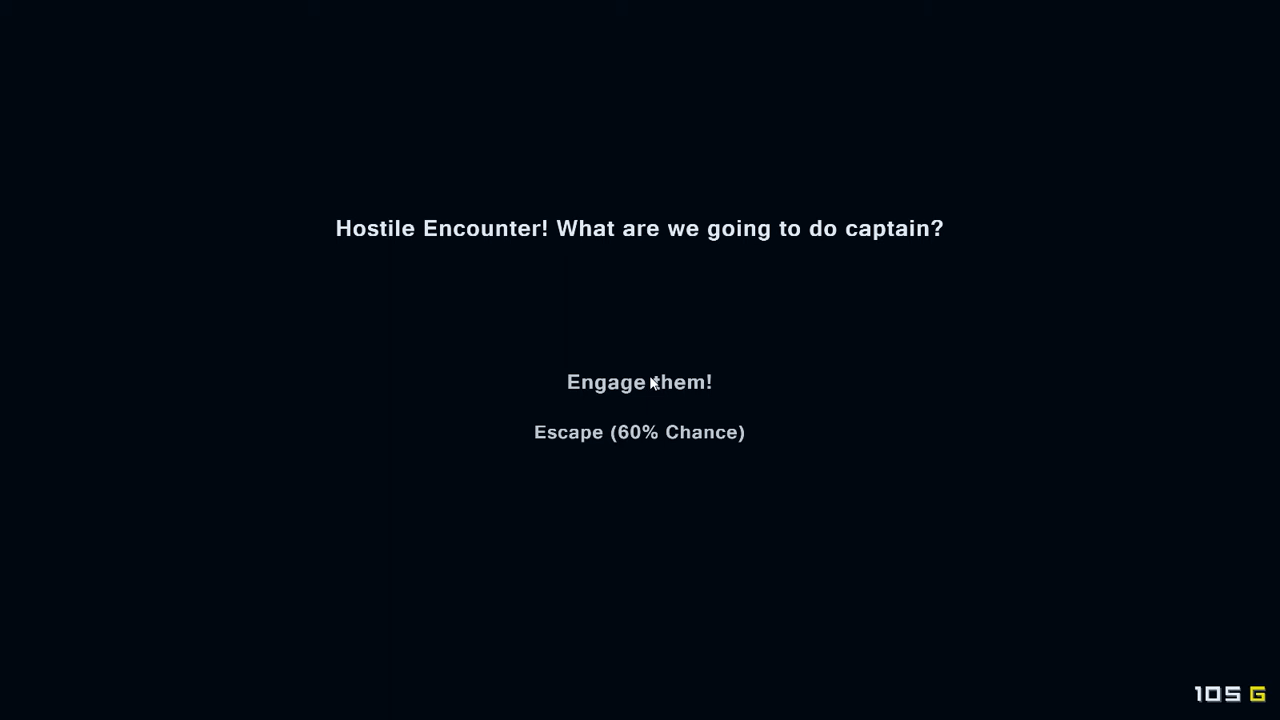 Hostile Encounter! What are we going to do captain?
Engage them!
Escape (60% Chance)
105 G